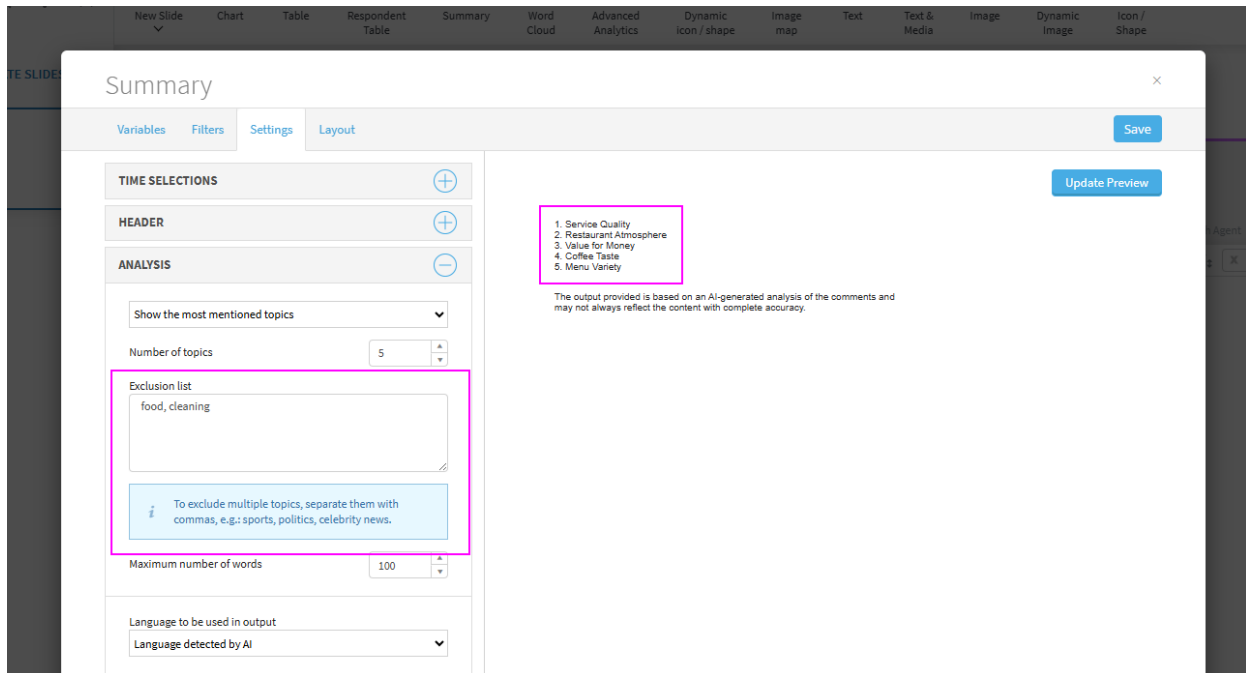 New Slide
Chart
Table
Respondent
Table
Summary
Word
Cloud
Advanced
Analytics
Dynamic
icon / shape
Image
map
Text
Text &
Media
Image
Dynamic
Image
Icon /
Shape
TE SLIDES
Summary
×
Variables
Filters
Settings
Layout
Save
TIME SELECTIONS
HEADER
ANALYSIS
Show the most mentioned topics
Number of topics
5
Exclusion list
food, cleaning
i
To exclude multiple topics, separate them with
commas, e.g.: sports, politics, celebrity news.
Maximum number of words
100
Language to be used in output
Language detected by AI
Update Preview
1. Service Quality
2. Restaurant Atmosphere
3. Value for Money
4. Coffee Taste
5. Menu Variety
The output provided is based on an AI-generated analysis of the comments and
may not always reflect the content with complete accuracy.
Agent
X